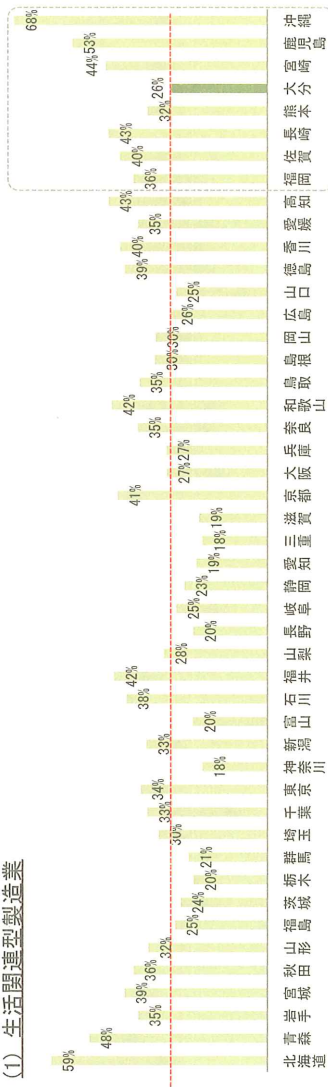 (1) 生活関連型製造業
59% 48% 35% 39% 36% 32% 25% 24% 20% 21% 30% 33% 34% 18% 33% 20% 38% 42% 28% 20% 25% 23% 19% 18% 19% 41% 27% 27% 35% 42% 35% 30% 30% 26% 25% 39% 40% 35% 43% 36% 40% 43% 32% 26% 44% 53% 68%
北海道 青森 岩手 宮城 秋田 山形 福島 茨城 栃木 群馬 埼玉 千葉 東京 神奈川 新潟 富山 石川 福井 山梨 長野 岐阜 静岡 愛知 三重 滋賀 京都 大阪 兵庫 奈良 和歌山 鳥取 島根 岡山 広島 山口 徳島 香川 愛媛 高知 福岡 佐賀 長崎 熊本 大分 宮崎 鹿児島 沖縄